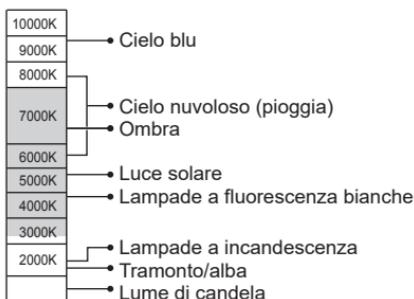 10000K
9000K
8000K
7000K
6000K
5000K
4000K
3000K
2000K
Cielo blu
Cielo nuvoloso (pioggia)
Ombra
Luce solare
Lampade a fluorescenza bianche
Lampade a incandescenza
Tramonto/alba
Lume di candela